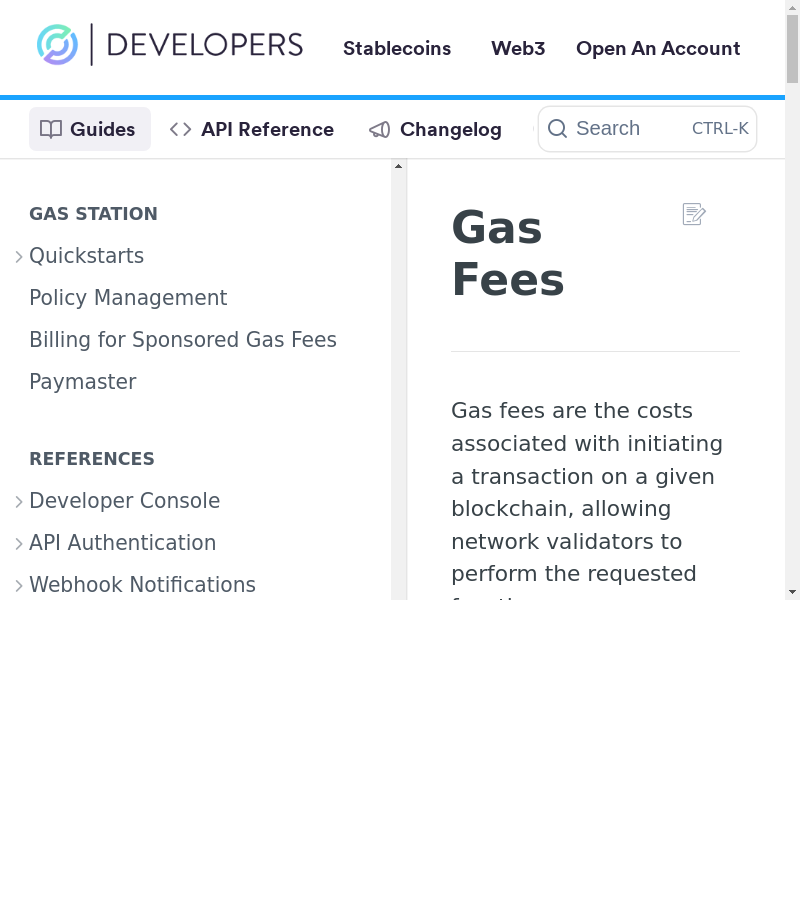 DEVELOPERS
Stablecoins
Web3
Open An Account
Guides
API Reference
Changelog
Search
CTRL-K
GAS STATION
Quickstarts
Policy Management
Billing for Sponsored Gas Fees
Paymaster
REFERENCES
Developer Console
API Authentication
Webhook Notifications
Gas
Fees
Gas fees are the costs
associated with initiating
a transaction on a given
blockchain, allowing
network validators to
perform the requested